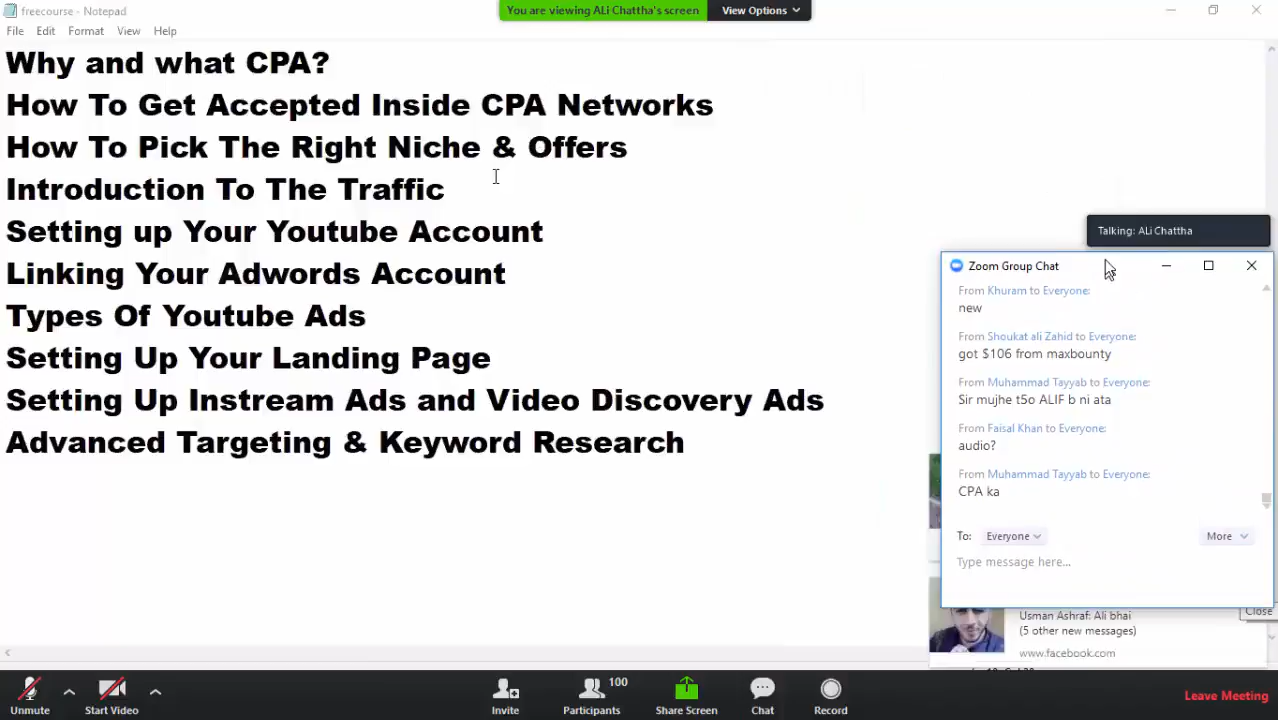 freecourse - Notepad
You are viewing ALi Chattha's screen
View Options
File Edit Format View Help
Why and what CPA?
How To Get Accepted Inside CPA Networks
How To Pick The Right Niche & Offers
Introduction To The Traffic
Setting up Your Youtube Account
Linking Your Adwords Account
Types Of Youtube Ads
Setting Up Your Landing Page
Setting Up Instream Ads and Video Discovery Ads
Advanced Targeting & Keyword Research
Talking: ALi Chattha
Zoom Group Chat
From Khuram to Everyone:
new
From Shoukat ali Zahid to Everyone:
got $106 from maxbounty
From Muhammad Tayyab to Everyone:
Sir mujhe t5o ALIF b ni ata
From Faisal Khan to Everyone:
audio?
From Muhammad Tayyab to Everyone:
CPA ka
To: Everyone
More
Type message here...
Close
Usman Ashraf: Ali bhai
(5 other new messages)
www.facebook.com
Unmute
Start Video
Invite
Participants
100
Share Screen
Chat
Record
Leave Meeting